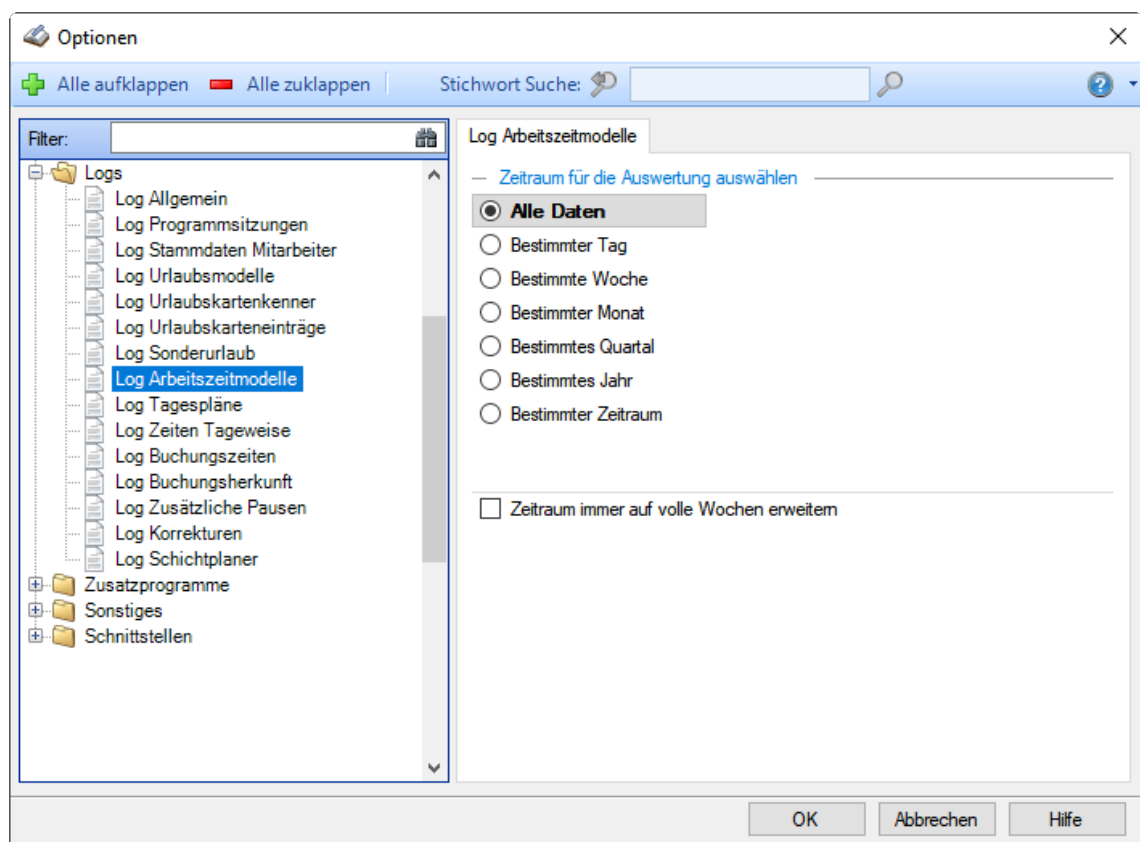 Optionen
Alle aufklappen Alle zuklappen Stichwort Suche:
Filter:
Logs
Log Allgemein
Log Programmsitzungen
Log Stammdaten Mitarbeiter
Log Urlaubsmodelle
Log Urlaubskartenkenner
Log Urlaubskarteneinträge
Log Sonderurlaub
Log Arbeitszeitmodelle
Log Tagespläne
Log Zeiten Tageweise
Log Buchungszeiten
Log Buchungsherkunft
Log Zusätzliche Pausen
Log Korrekturen
Log Schichtplaner
Zusatzprogramme
Sonstiges
Schnittstellen
Log Arbeitszeitmodelle
Zeitraum für die Auswertung auswählen
Alle Daten
Bestimmter Tag
Bestimmte Woche
Bestimmter Monat
Bestimmtes Quartal
Bestimmtes Jahr
Bestimmter Zeitraum
Zeitraum immer auf volle Wochen erweitern
OK Abbrechen Hilfe